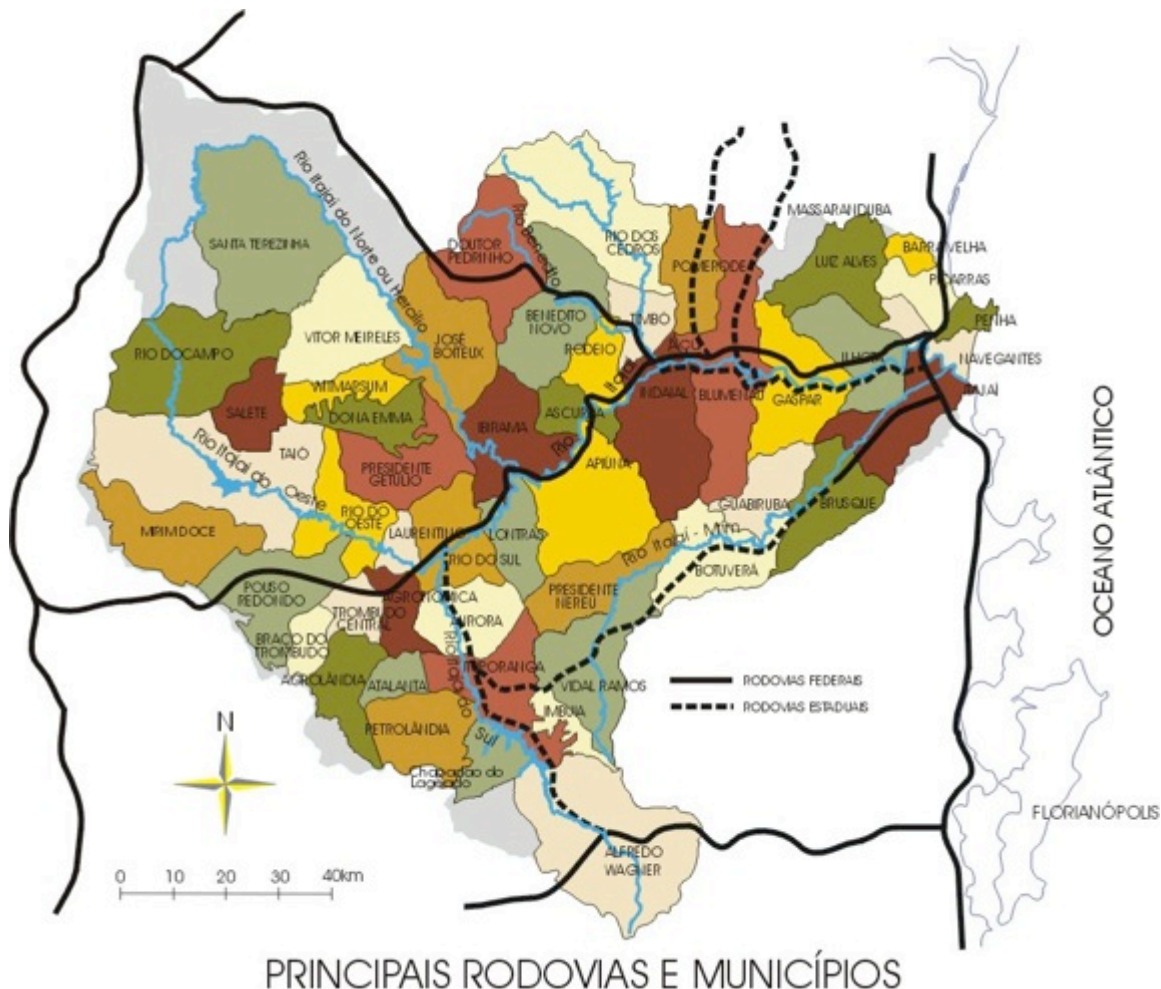 MASSARANDUBA
BARRA VELHA
LUIZ ALVES
PIÇARRAS
PENHA
NAVEGANTES
ITAJAÍ
ILHOTA
SANTA TEREZINHA
Rio Itajaí do Norte ou Hercílio
DOUTOR
PEDRINHO
Rio Benedito
RIO DOS
CEDROS
POMERODE
TIMBÓ
BENEDITO
NOVO
RODEIO
VITOR MEIRELES
JOSÉ
BOITEUX
RIO DOCAMPO
WITMARSUM
SALETE
DONA EMMA
IBIRAMA
ASCURRA
Rio Itajaí
INDAIAL
BLUMENAU
GASPAR
TAIÓ
PRESIDENTE
GETÚLIO
APIÚNA
GUABIRUBA
BRUSQUE
Rio Itajaí do Oeste
MIRIM DOCE
RIO DO
OESTE
LAURENTINO
LONTRAS
RIO DO SUL
Rio Itajaí - Mirim
BOTUVERÁ
POUSO
REDONDO
TROMBUDO
CENTRAL
AGRONÔMICA
AURORA
PRESIDENTE
NEREU
BRAÇO DO
TROMBUDO
AGROLÂNDIA
ATALANTA
Rio Itajaí do Sul
ITUPORANGA
VIDAL RAMOS
IMBUIA
PETROLÂNDIA
Chapadão do
Lageado
ALFREDO
WAGNER
RODOVIAS FEDERAIS
RODOVIAS ESTADUAIS
OCEANO ATLÂNTICO
FLORIANÓPOLIS
N
0 10 20 30 40km
PRINCIPAIS RODOVIAS E MUNICÍPIOS